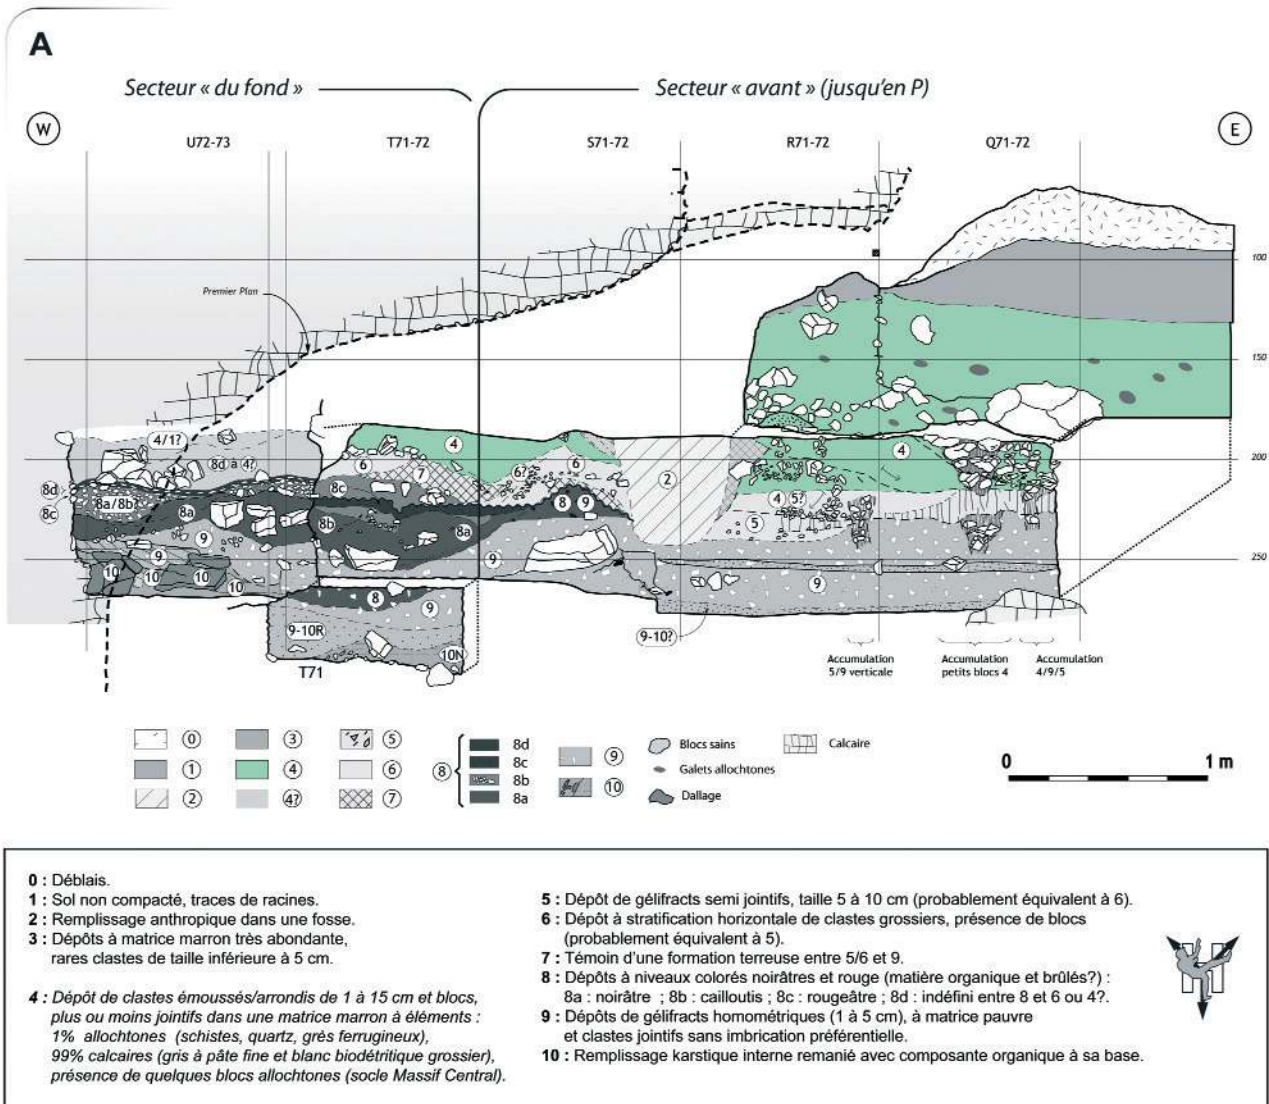 A
Secteur « du fond »
Secteur « avant » (jusqu'en P)
W
E
U72-73
T71-72
S71-72
R71-72
Q71-72
100
Premier Plan
150
4/1?
4
8d à 4?
6
7
6?
6
2
4
200
8d
8c
8c
8a/8b?
8a
8b
8a
8
9
4
5?
5
9
9
9
10
10
10
10
9
250
8
9
9-10R
10N
9-10?
T71
Accumulation
5/9 verticale
Accumulation
petits blocs 4
Accumulation
4/9/5
0
3
5
1
4
6
2
4?
7
8
8d
8c
8b
8a
9
10
Blocs sains
Galets allochtones
Dallage
Calcaire
0
1 m
0 : Déblais.
1 : Sol non compacté, traces de racines.
2 : Remplissage anthropique dans une fosse.
3 : Dépôts à matrice marron très abondante,
rares clastes de taille inférieure à 5 cm.
4 : Dépôt de clastes émoussés/arrondis de 1 à 15 cm et blocs,
plus ou moins jointifs dans une matrice marron à éléments :
1% allochtones (schistes, quartz, grès ferrugineux),
99% calcaires (gris à pâte fine et blanc biodétritique grossier),
présence de quelques blocs allochtones (socle Massif Central).
5 : Dépôt de gélifracts semi jointifs, taille 5 à 10 cm (probablement équivalent à 6).
6 : Dépôt à stratification horizontale de clastes grossiers, présence de blocs
(probablement équivalent à 5).
7 : Témoin d'une formation terreuse entre 5/6 et 9.
8 : Dépôts à niveaux colorés noirâtres et rouge (matière organique et brûlés?) :
8a : noirâtre ; 8b : cailloutis ; 8c : rougeâtre ; 8d : indéfini entre 8 et 6 ou 4?.
9 : Dépôts de gélifracts homométriques (1 à 5 cm), à matrice pauvre
et clastes jointifs sans imbrication préférentielle.
10 : Remplissage karstique interne remanié avec composante organique à sa base.